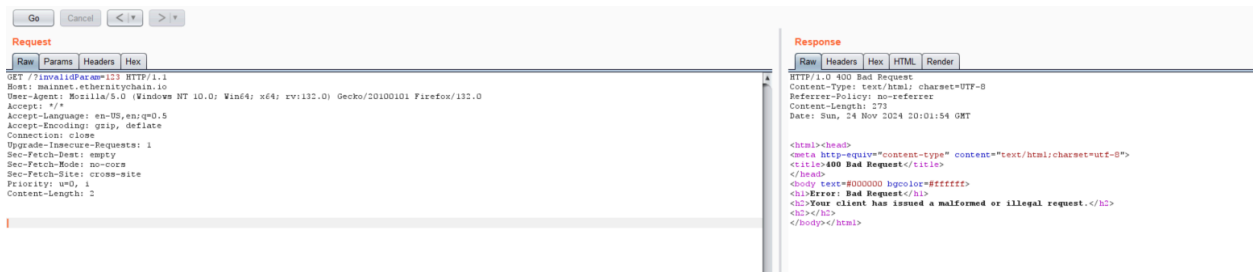 Go Cancel < | ▾ > | ▾
Request
Raw Params Headers Hex
GET /?invalidParam=123 HTTP/1.1
Host: mainnet.ethernitychain.io
User-Agent: Mozilla/5.0 (Windows NT 10.0; Win64; x64; rv:132.0) Gecko/20100101 Firefox/132.0
Accept: */*
Accept-Language: en-US,en;q=0.5
Accept-Encoding: gzip, deflate
Connection: close
Upgrade-Insecure-Requests: 1
Sec-Fetch-Dest: empty
Sec-Fetch-Mode: no-cors
Sec-Fetch-Site: cross-site
Priority: u=0, i
Content-Length: 2
Response
Raw Headers Hex HTML Render
HTTP/1.0 400 Bad Request
Content-Type: text/html; charset=UTF-8
Referrer-Policy: no-referrer
Content-Length: 273
Date: Sun, 24 Nov 2024 20:01:54 GMT
<html><head>
<meta http-equiv="content-type" content="text/html;charset=utf-8">
<title>400 Bad Request</title>
</head>
<body text=#000000 bgcolor=#ffffff>
<h1>Error: Bad Request</h1>
<h2>Your client has issued a malformed or illegal request.</h2>
<h2></h2>
</body></html>